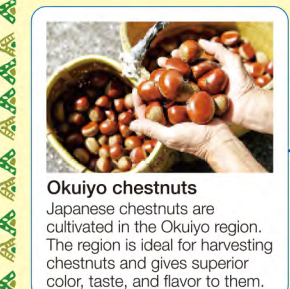 Okuiyo chestnuts
Japanese chestnuts are
cultivated in the Okuiyo region.
The region is ideal for harvesting
chestnuts and gives superior
color, taste, and flavor to them.